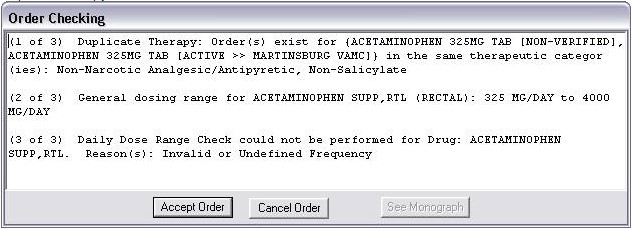 Order Checking
(1 of 3)  Duplicate Therapy: Order(s) exist for {ACETAMINOPHEN 325MG TAB [NON-VERIFIED],
ACETAMINOPHEN 325MG TAB [ACTIVE >> MARTINSBURG VAMC]} in the same therapeutic categor
(ies): Non-Narcotic Analgesic/Antipyretic, Non-Salicylate
(2 of 3)  General dosing range for ACETAMINOPHEN SUPP,RTL (RECTAL): 325 MG/DAY to 4000
MG/DAY
(3 of 3)  Daily Dose Range Check could not be performed for Drug: ACETAMINOPHEN
SUPP,RTL.  Reason(s): Invalid or Undefined Frequency
Accept Order Cancel Order See Monograph